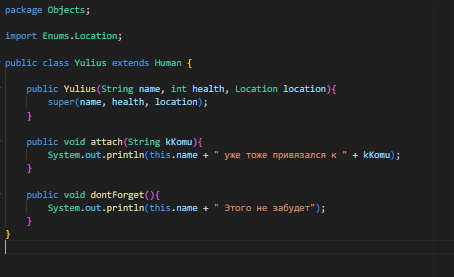 package Objects;
import Enums.Location;
public class Yulius extends Human {
public Yulius(String name, int health, Location location){
super(name, health, location);
}
public void attach(String kKomu){
System.out.println(this.name + " уже тоже привязался к " + kKomu);
}
public void dontForget(){
System.out.println(this.name + " Этого не забудет");
}
}